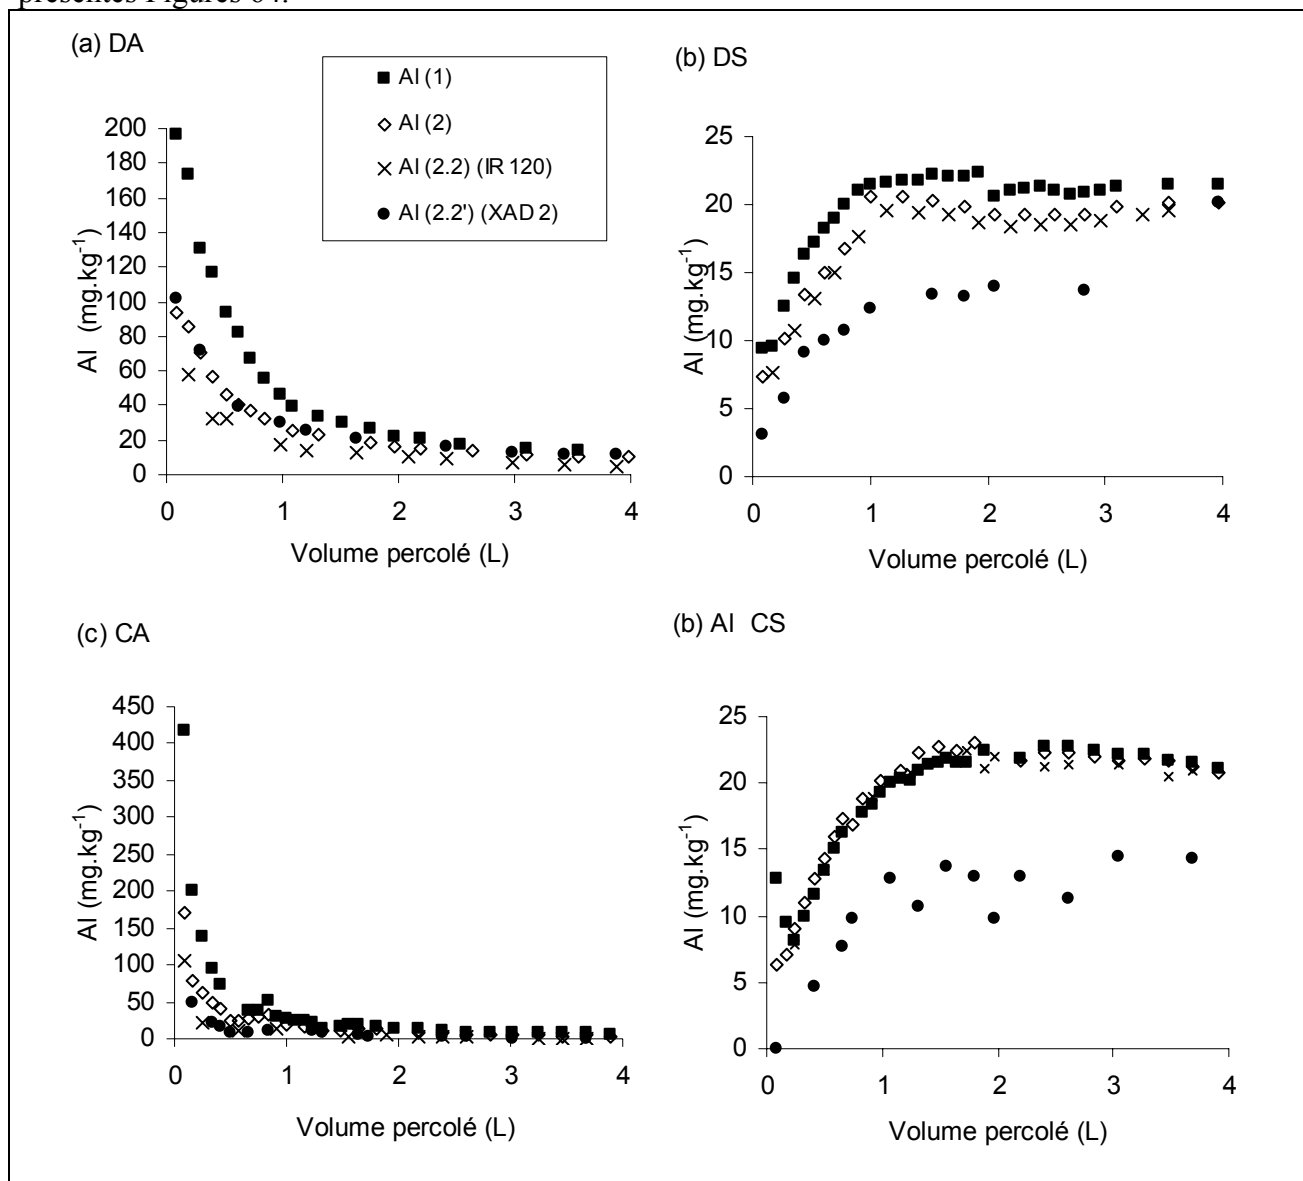 présentés Figures 64.
(a) DA
Al (1)
Al (2)
Al (2.2) (IR 120)
Al (2.2') (XAD 2)
200
180
160
140
120
100
80
60
40
20
0
Al (mg.kg-1)
0 1 2 3 4
Volume percolé (L)
(b) DS
25
20
15
10
5
0
Al (mg.kg-1)
0 1 2 3 4
Volume percolé (L)
(c) CA
450
400
350
300
250
200
150
100
50
0
Al (mg.kg-1)
0 1 2 3 4
Volume percolé (L)
(b) Al CS
25
20
15
10
5
0
Al (mg.kg-1)
0 1 2 3 4
Volume percolé (L)